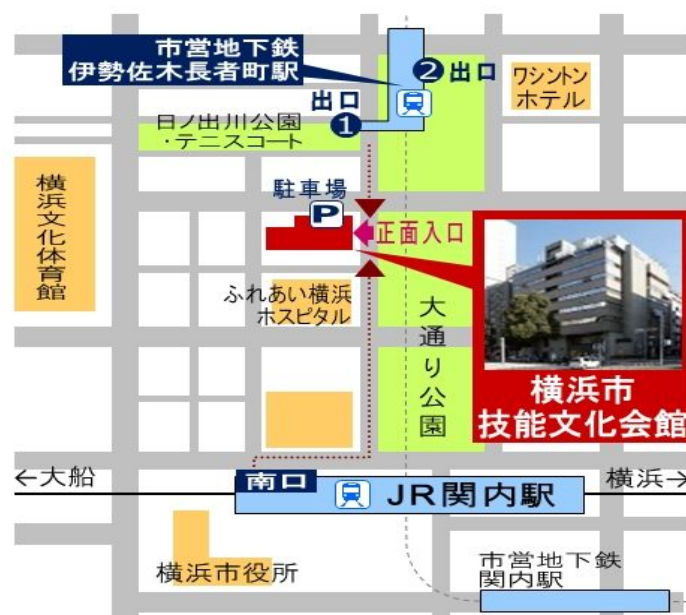 市営地下鉄
伊勢佐木長者町駅
❷出口
ワシントン
ホテル
出口
❶
日ノ出川公園
・テニスコート
横浜文化体育館
駐車場
P
正面入口
ふれあい横浜
ホスピタル
大通り公園
横浜市
技能文化会館
←大船
南口
JR関内駅
横浜→
横浜市役所
市営地下鉄
関内駅